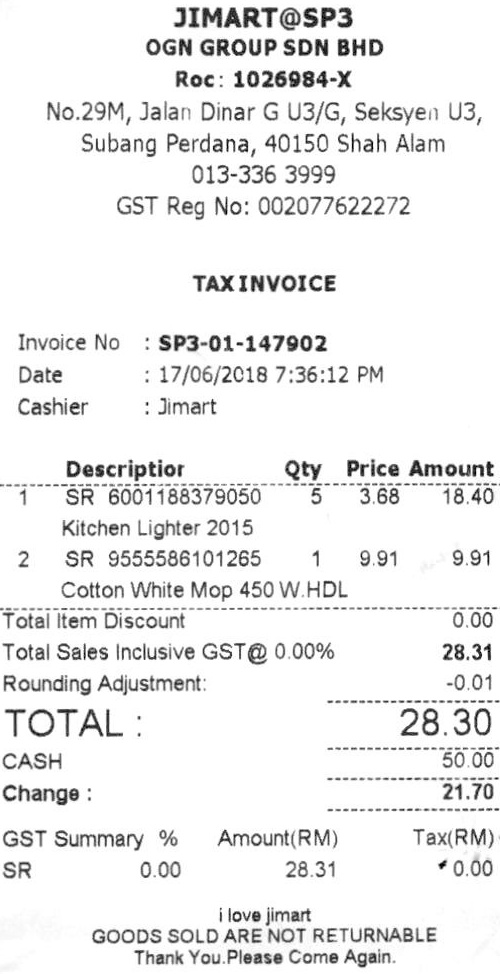 JIMART@SP3
OGN GROUP SDN BHD
Roc: 1026984-X
No.29M, Jalan Dinar G U3/G, Seksyen U3,
Subang Perdana, 40150 Shah Alam
013-336 3999
GST Reg No: 002077622272
TAX INVOICE
Invoice No : SP3-01-147902
Date : 17/06/2018 7:36:12 PM
Cashier : Jimart
Descriptior Qty Price Amount
1 SR 6001188379050 5 3.68 18.40
Kitchen Lighter 2015
2 SR 9555586101265 1 9.91 9.91
Cotton White Mop 450 W.HDL
Total Item Discount 0.00
Total Sales Inclusive GST@ 0.00% 28.31
Rounding Adjustment: -0.01
TOTAL : 28.30
CASH 50.00
Change : 21.70
GST Summary % Amount(RM) Tax(RM)
SR 0.00 28.31 0.00
i love jimart
GOODS SOLD ARE NOT RETURNABLE
Thank You.Please Come Again.